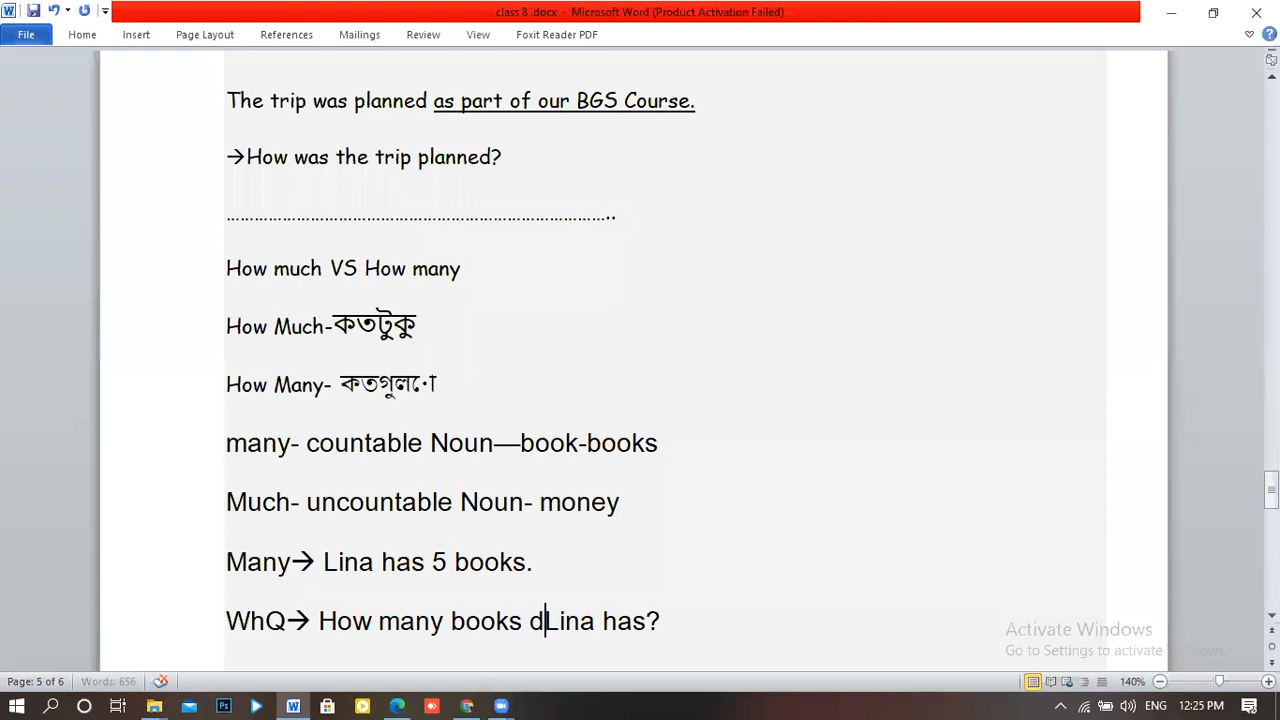 class 8 .docx - Microsoft Word (Product Activation Failed)
File Home Insert Page Layout References Mailings Review View Foxit Reader PDF
The trip was planned as part of our BGS Course.
→How was the trip planned?
………………………………………………………………………..
How much VS How many
How Much-কতটুকু
How Many- কতগুলো
many- countable Noun—book-books
Much- uncountable Noun- money
Many→ Lina has 5 books.
WhQ→ How many books dLina has?
Activate Windows
Go to Settings to activate Windows.
Page: 5 of 6 Words: 656 140%
ENG 12:25 PM